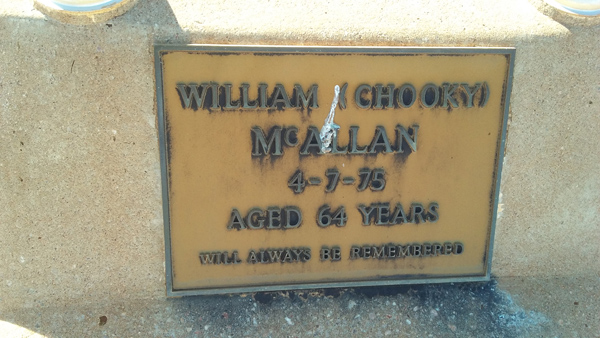 WILLIAM (CHOOKY)
McALLAN
4-7-75
AGED 64 YEARS
WILL ALWAYS BE REMEMBERED